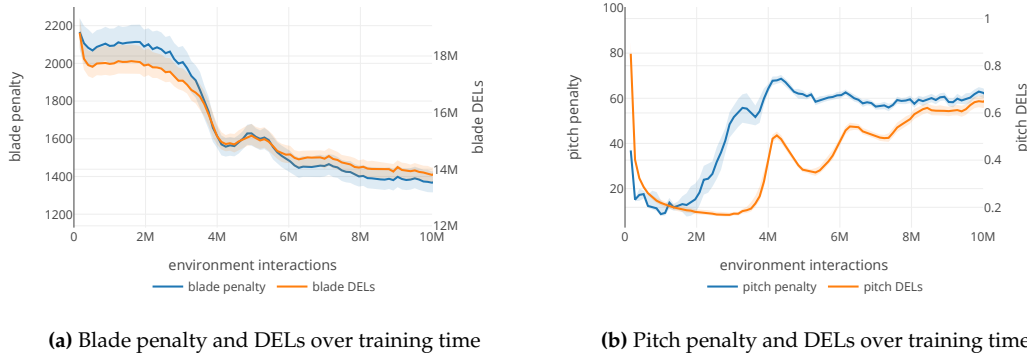 2200
2000
1800
1600
1400
1200
blade penalty
18M
16M
14M
12M
blade DELs
0
2M
4M
6M
8M
10M
environment interactions
blade penalty
blade DELs
(a) Blade penalty and DELs over training time
100
80
60
40
20
pitch penalty
1
0.8
0.6
0.4
0.2
pitch DELs
0
2M
4M
6M
8M
10M
environment interactions
pitch penalty
pitch DELs
(b) Pitch penalty and DELs over training time